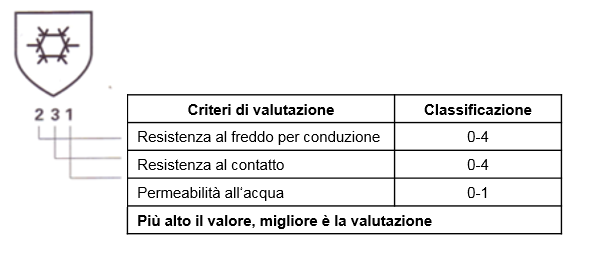 2 3 1
Criteri di valutazione Classificazione
Resistenza al freddo per conduzione 0-4
Resistenza al contatto 0-4
Permeabilità all'acqua 0-1
Più alto il valore, migliore è la valutazione